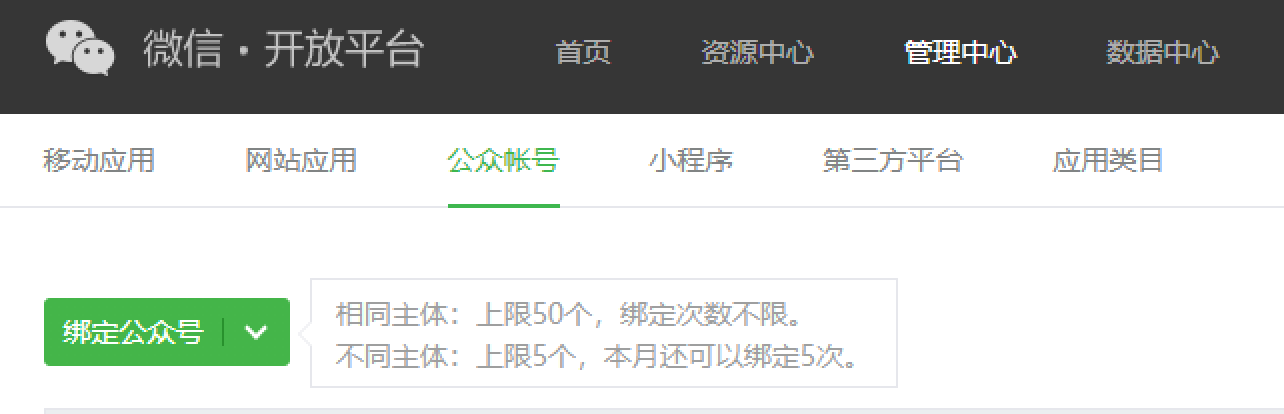 微信·开放平台 首页 资源中心 管理中心 数据中心
移动应用 网站应用 公众帐号 小程序 第三方平台 应用类目
绑定公众号
相同主体：上限50个，绑定次数不限。
不同主体：上限5个，本月还可以绑定5次。